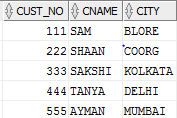 CUST_NO CNAME CITY
111 SAM BLORE
222 SHAAN COORG
333 SAKSHI KOLKATA
444 TANYA DELHI
555 AYMAN MUMBAI